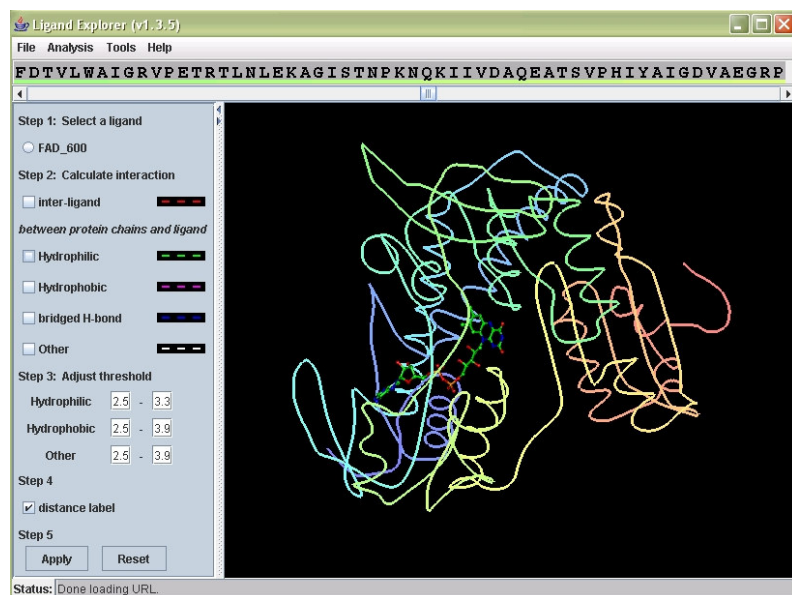 Ligand Explorer (v1.3.5)
File Analysis Tools Help
FDTVLWAIGRVPETRTLNLEKAGISTNPKNQKIIVDAQEATSVPHIYAIGDVAEGRP
Step 1: Select a ligand
FAD_600
Step 2: Calculate interaction
inter-ligand
between protein chains and ligand
Hydrophilic
Hydrophobic
bridged H-bond
Other
Step 3: Adjust threshold
Hydrophilic 2.5 - 3.3
Hydrophobic 2.5 - 3.9
Other 2.5 - 3.9
Step 4
distance label
Step 5
Apply Reset
Status: Done loading URL.